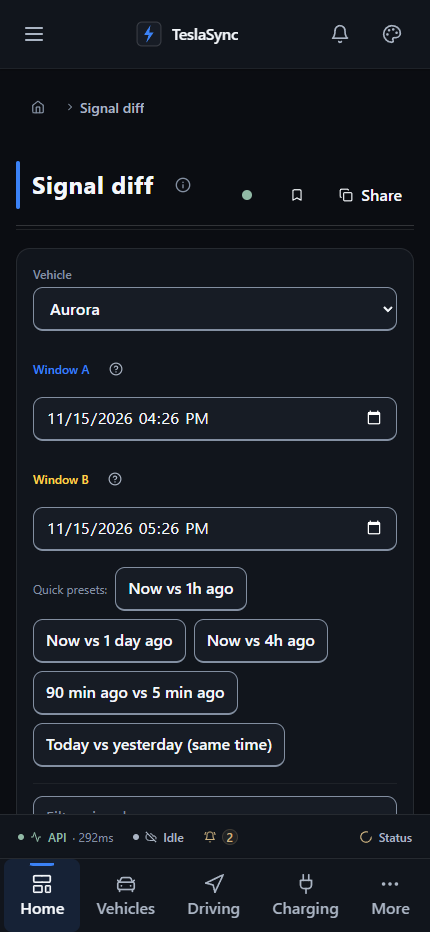 TeslaSync
Signal diff
Signal diff
Share
Vehicle
Aurora
Window A
11/15/2026 04:26 PM
Window B
11/15/2026 05:26 PM
Quick presets: Now vs 1h ago
Now vs 1 day ago Now vs 4h ago
90 min ago vs 5 min ago
Today vs yesterday (same time)
API · 292ms Idle 2 Status
Home Vehicles Driving Charging More